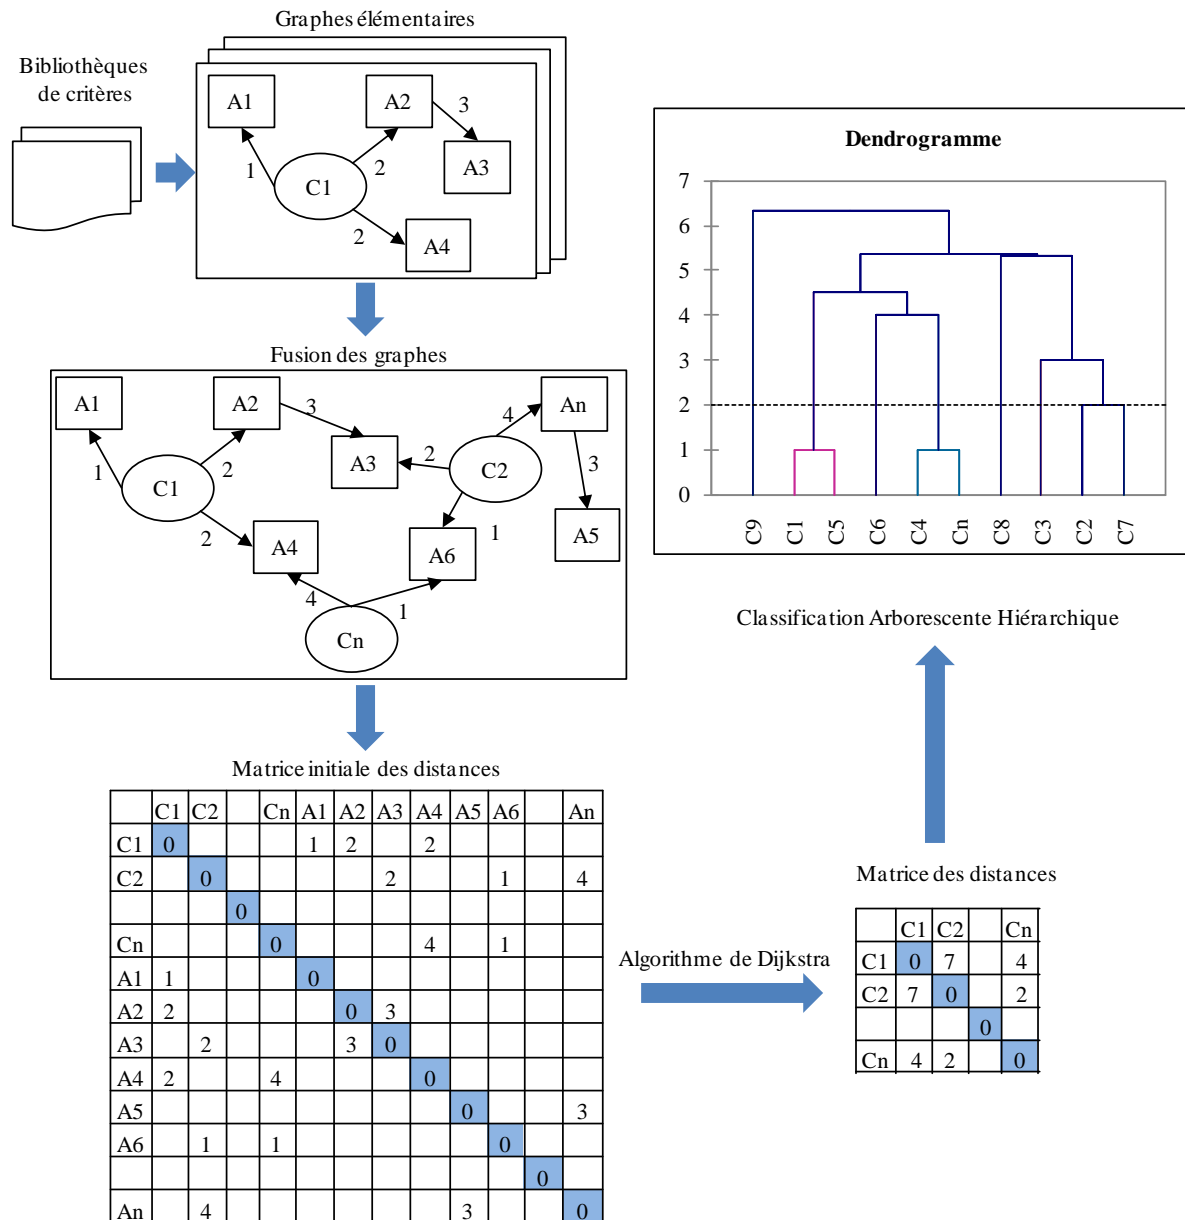 Graphes élémentaires
Bibliothèques
de critères
A1
A2
3
A3
1
2
C1
2
A4
Fusion des graphes
A1
A2
3
An
4
A3
2
C2
3
1
2
C1
2
A4
1
A6
A5
4
1
Cn
Matrice initiale des distances
C1 C2 Cn A1 A2 A3 A4 A5 A6 An
C1 0 1 2 2
C2 0 2 1 4
0
Cn 0 4 1
A1 1 0
A2 2 0 3
A3 2 3 0
A4 2 4 0
A5 0 3
A6 1 1 0
0
An 4 3 0
Algorithme de Dijkstra
Matrice des distances
C1 C2 Cn
C1 0 7 4
C2 7 0 2
0
Cn 4 2 0
Classification Arborescente Hiérarchique
Dendrogramme
7
6
5
4
3
2
1
0
C9 C1 C5 C6 C4 Cn C8 C3 C2 C7